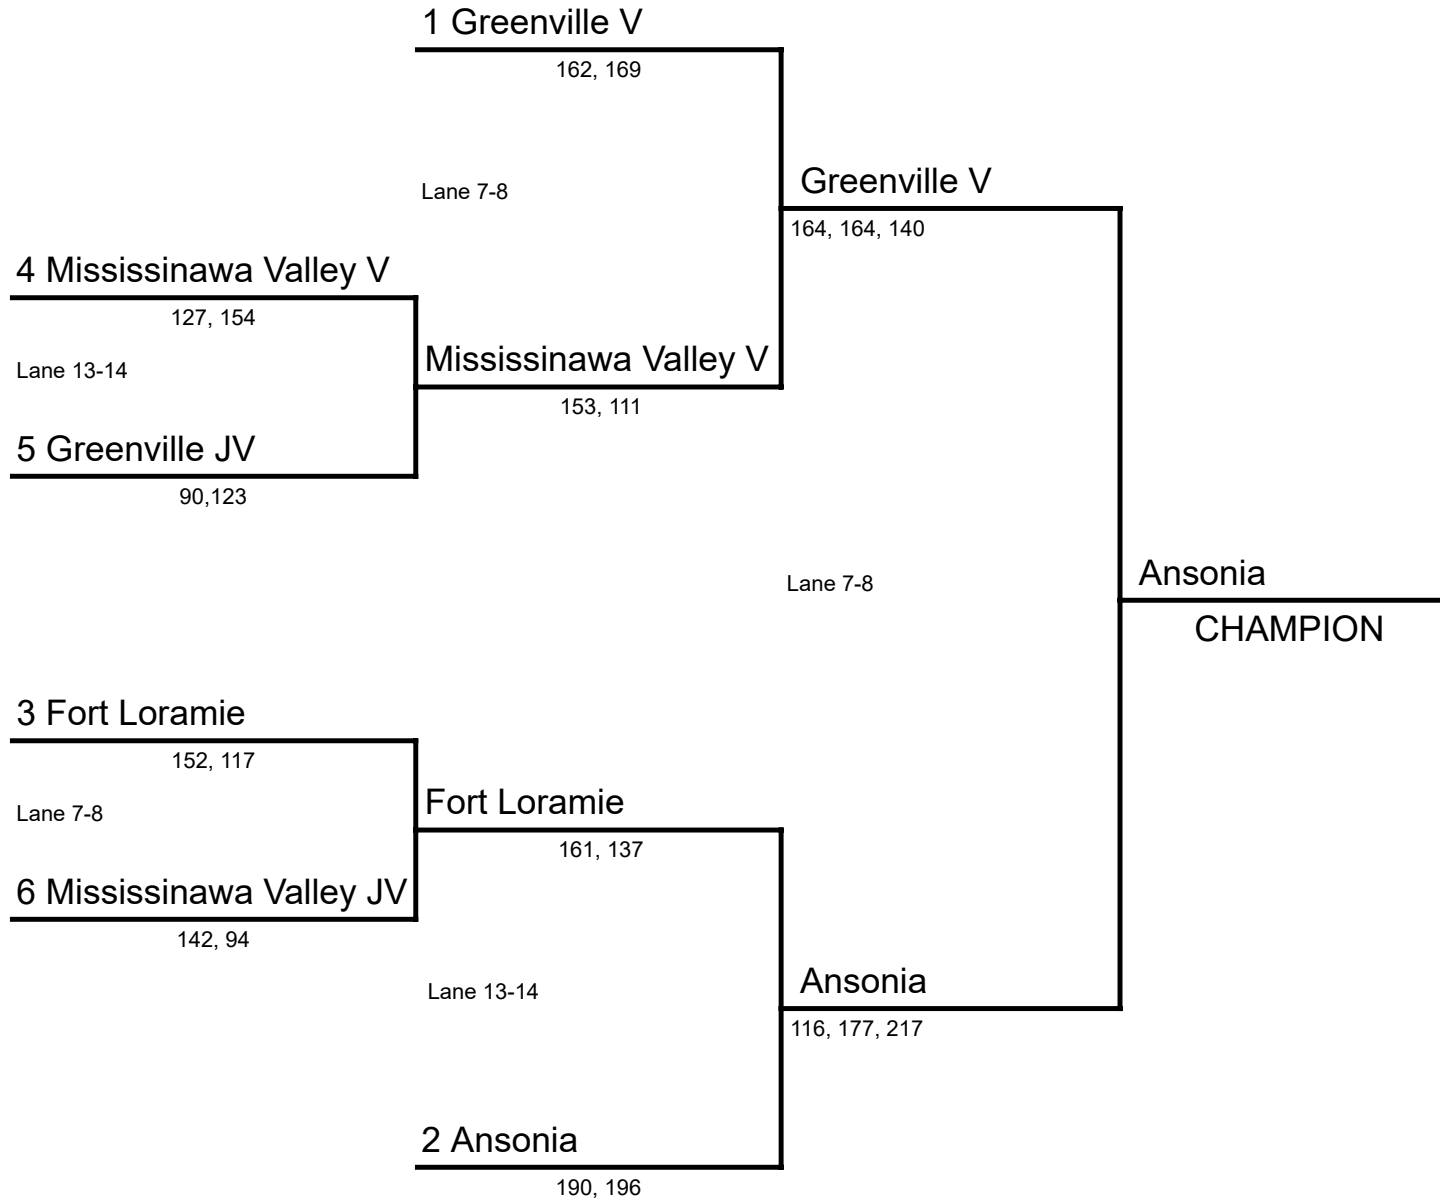 1 Greenville V
162, 169
Lane 7-8
Greenville V
164, 164, 140
4 Mississinawa Valley V
127, 154
Lane 13-14
Mississinawa Valley V
153, 111
5 Greenville JV
90,123
Lane 7-8
Ansonia
CHAMPION
3 Fort Loramie
152, 117
Lane 7-8
Fort Loramie
161, 137
6 Mississinawa Valley JV
142, 94
Lane 13-14
Ansonia
116, 177, 217
2 Ansonia
190, 196